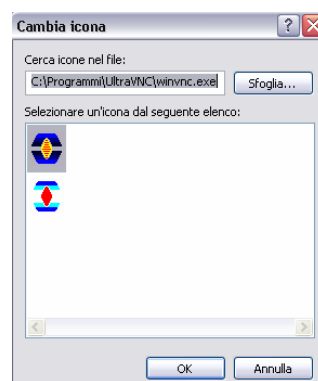 Cambia icona
Cerca icone nel file:
C:\Programmi\UltraVNC\winvnc.exe
Sfoglia...
Selezionare un'icona dal seguente elenco:
OK
Annulla